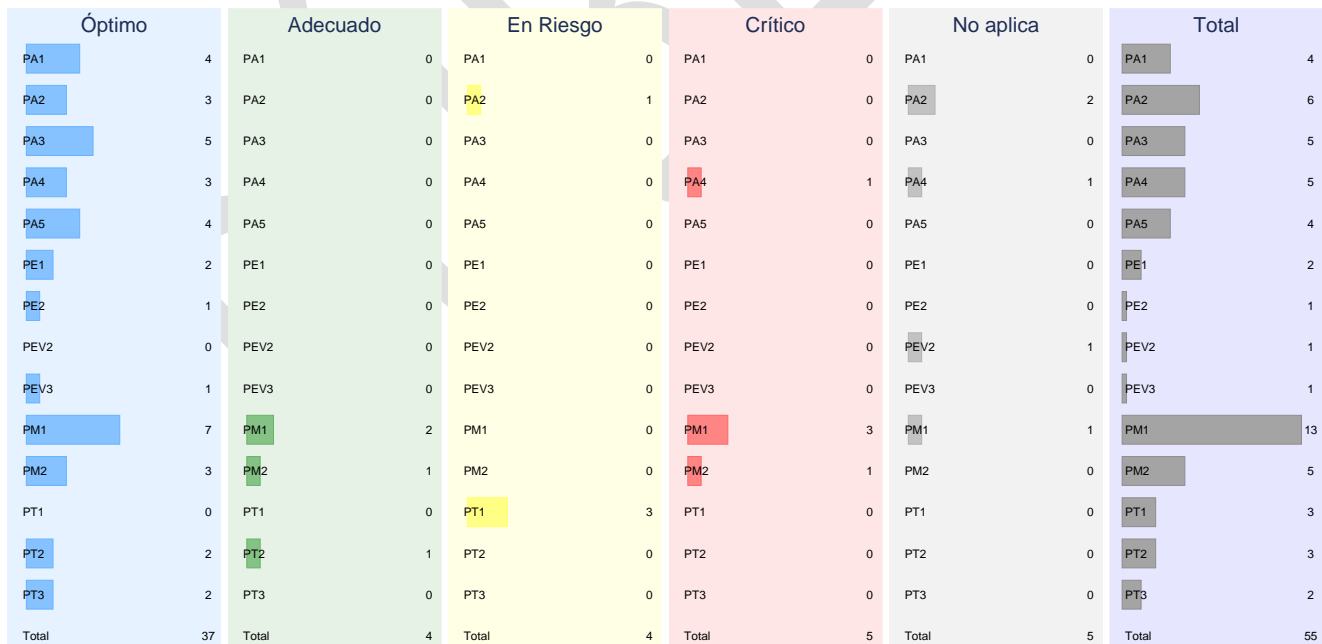 Óptimo Adecuado En Riesgo Crítico No aplica Total
PA1 4 PA1 0 PA1 0 PA1 0 PA1 0 PA1 4
PA2 3 PA2 0 PA2 1 PA2 0 PA2 2 PA2 6
PA3 5 PA3 0 PA3 0 PA3 0 PA3 0 PA3 5
PA4 3 PA4 0 PA4 0 PA4 1 PA4 1 PA4 5
PA5 4 PA5 0 PA5 0 PA5 0 PA5 0 PA5 4
PE1 2 PE1 0 PE1 0 PE1 0 PE1 0 PE1 2
PE2 1 PE2 0 PE2 0 PE2 0 PE2 0 PE2 1
PEV2 0 PEV2 0 PEV2 0 PEV2 0 PEV2 1 PEV2 1
PEV3 1 PEV3 0 PEV3 0 PEV3 0 PEV3 0 PEV3 1
PM1 7 PM1 2 PM1 0 PM1 3 PM1 1 PM1 13
PM2 3 PM2 1 PM2 0 PM2 1 PM2 0 PM2 5
PT1 0 PT1 0 PT1 3 PT1 0 PT1 0 PT1 3
PT2 2 PT2 1 PT2 0 PT2 0 PT2 0 PT2 3
PT3 2 PT3 0 PT3 0 PT3 0 PT3 0 PT3 2
Total 37 Total 4 Total 4 Total 5 Total 5 Total 55